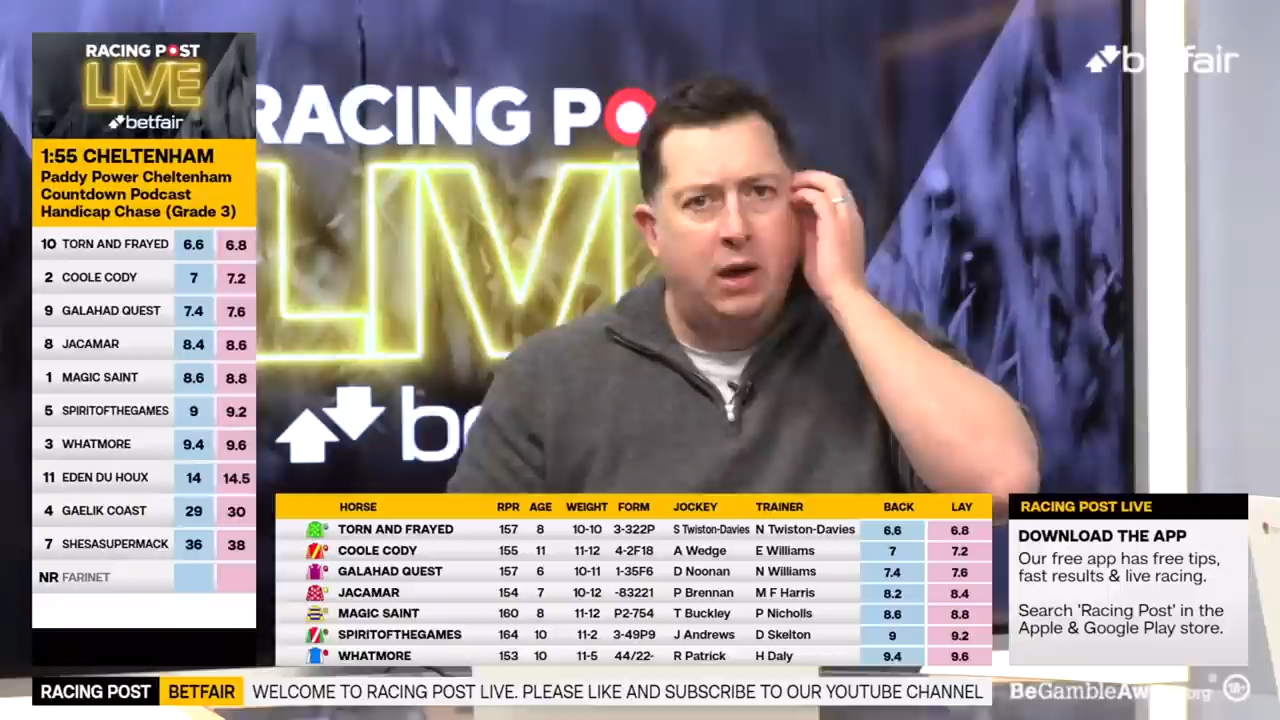 RACING POST
LIVE
betfair
1:55 CHELTENHAM
Paddy Power Cheltenham
Countdown Podcast
Handicap Chase (Grade 3)
10 TORN AND FRAYED 6.6 6.8
2 COOLE CODY 7 7.2
9 GALAHAD QUEST 7.4 7.6
8 JACAMAR 8.4 8.6
1 MAGIC SAINT 8.6 8.8
5 SPIRITOFTHEGAMES 9 9.2
3 WHATMORE 9.4 9.6
11 EDEN DU HOUX 14 14.5
4 GAELIK COAST 29 30
7 SHESASUPERMACK 36 38
NR FARINET
RACING PO
LIV
be
betfair
HORSE RPR AGE WEIGHT FORM JOCKEY TRAINER BACK LAY
TORN AND FRAYED 157 8 10-10 3-322P S Twiston-Davies N Twiston-Davies 6.6 6.8
COOLE CODY 155 11 11-12 4-2F18 A Wedge E Williams 7 7.2
GALAHAD QUEST 157 6 10-11 1-35F6 D Noonan N Williams 7.4 7.6
JACAMAR 154 7 10-12 -83221 P Brennan M F Harris 8.2 8.4
MAGIC SAINT 160 8 11-12 P2-754 T Buckley P Nicholls 8.6 8.8
SPIRITOFTHEGAMES 164 10 11-2 3-49P9 J Andrews D Skelton 9 9.2
WHATMORE 153 10 11-5 44/22- R Patrick H Daly 9.4 9.6
RACING POST LIVE
DOWNLOAD THE APP
Our free app has free tips,
fast results & live racing.
Search 'Racing Post' in the
Apple & Google Play store.
RACING POST BETFAIR WELCOME TO RACING POST LIVE. PLEASE LIKE AND SUBSCRIBE TO OUR YOUTUBE CHANNEL
BeGambleAware.org 18+